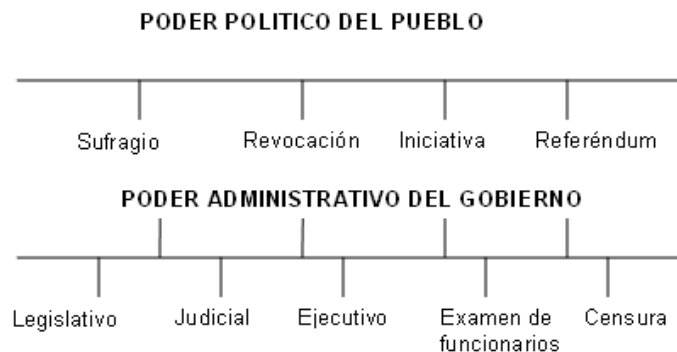 PODER POLITICO DEL PUEBLO
Sufragio Revocación Iniciativa Referéndum
PODER ADMINISTRATIVO DEL GOBIERNO
Legislativo Judicial Ejecutivo Examen de Censura
funcionarios